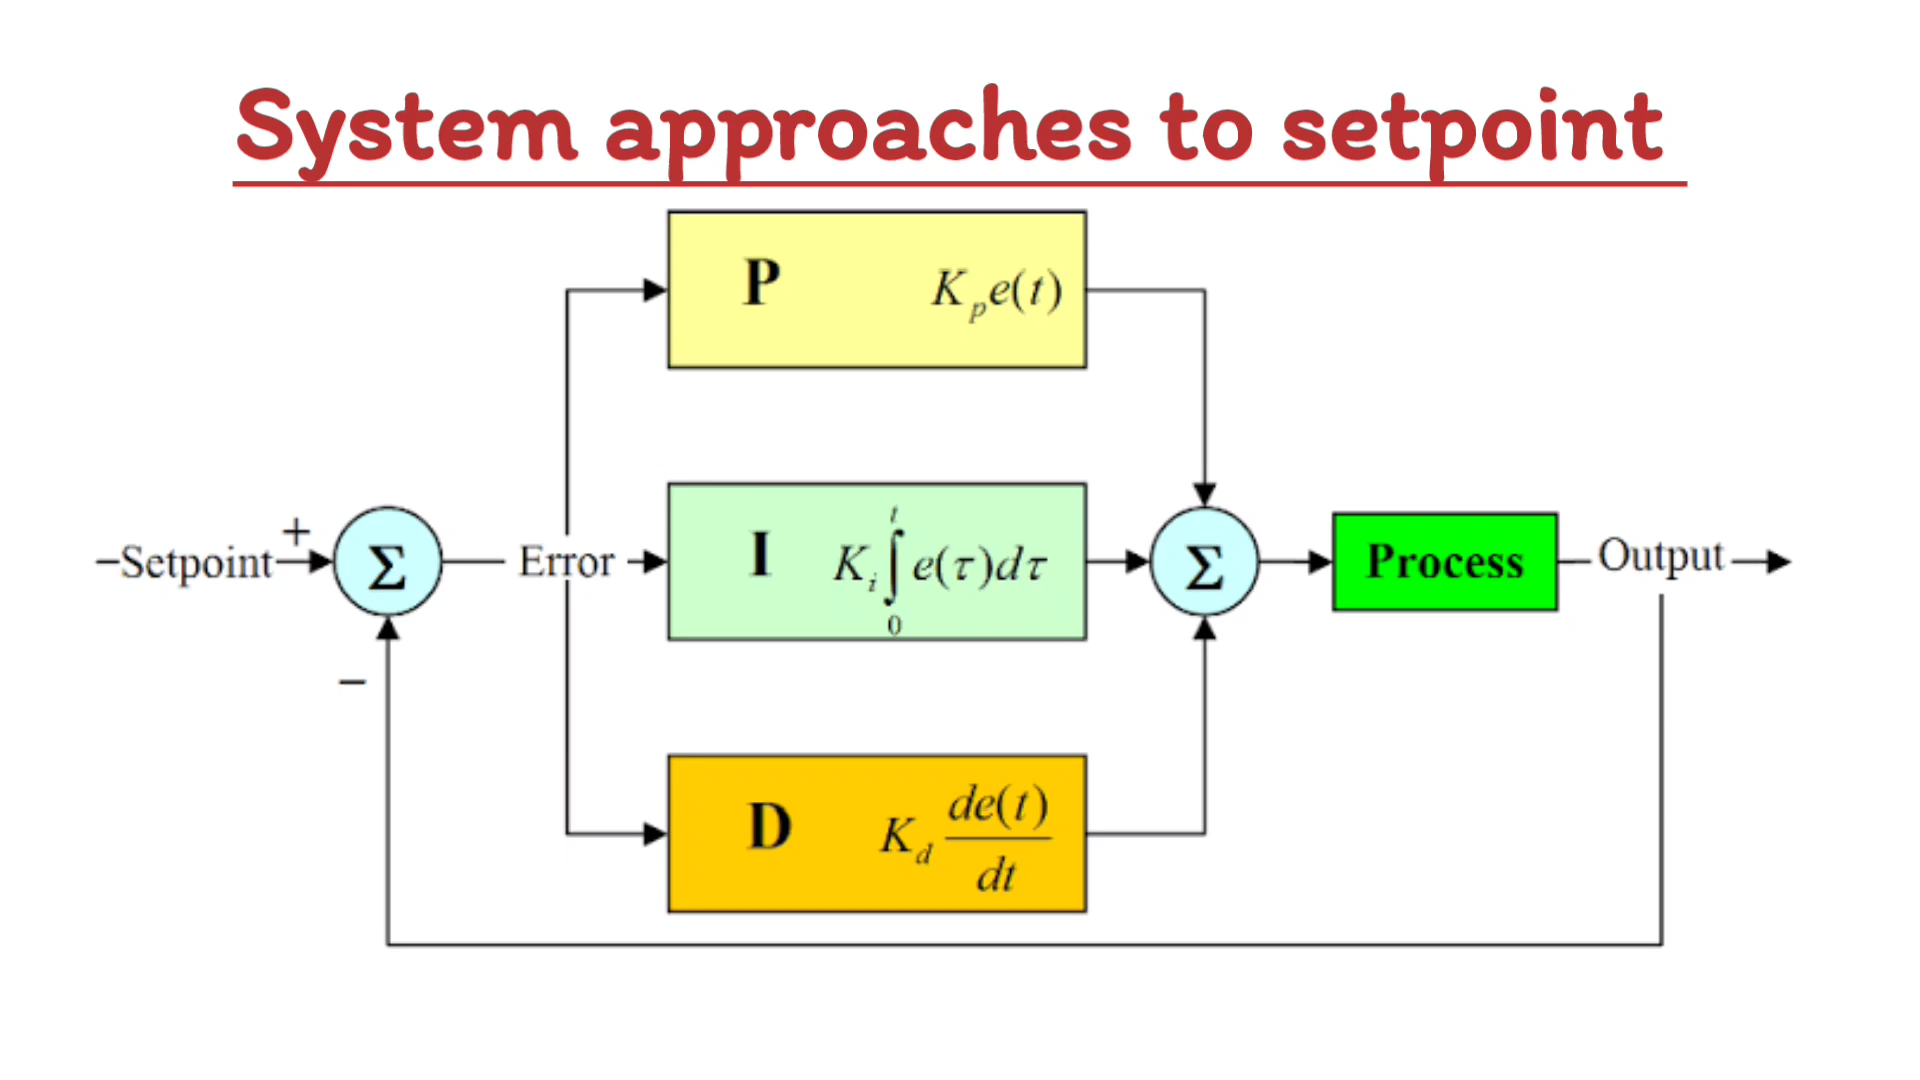 System approaches to setpoint
P K_p e(t)
–Setpoint
+
Σ
Error
I K_i ∫_0^t e(τ)dτ
Σ
Process
Output
−
D K_d de(t)/dt